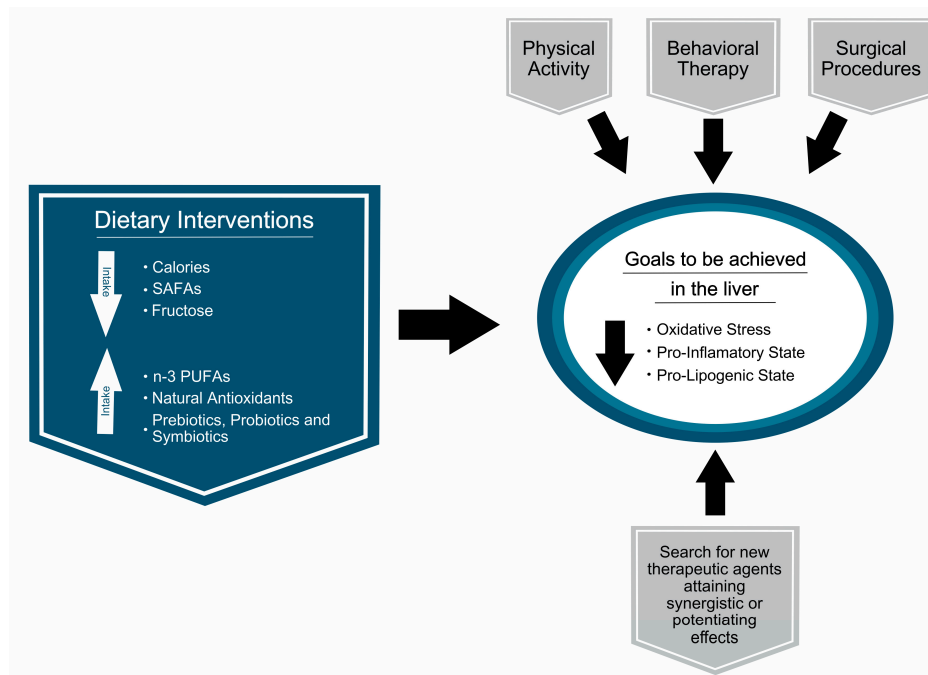 Physical
Activity
Behavioral
Therapy
Surgical
Procedures
Dietary Interventions
Intake
• Calories
• SAFAs
• Fructose
Intake
• n-3 PUFAs
• Natural Antioxidants
• Prebiotics, Probiotics and
Symbiotics
Goals to be achieved
in the liver
• Oxidative Stress
• Pro-Inflamatory State
• Pro-Lipogenic State
Search for new
therapeutic agents
attaining
synergistic or
potentiating
effects